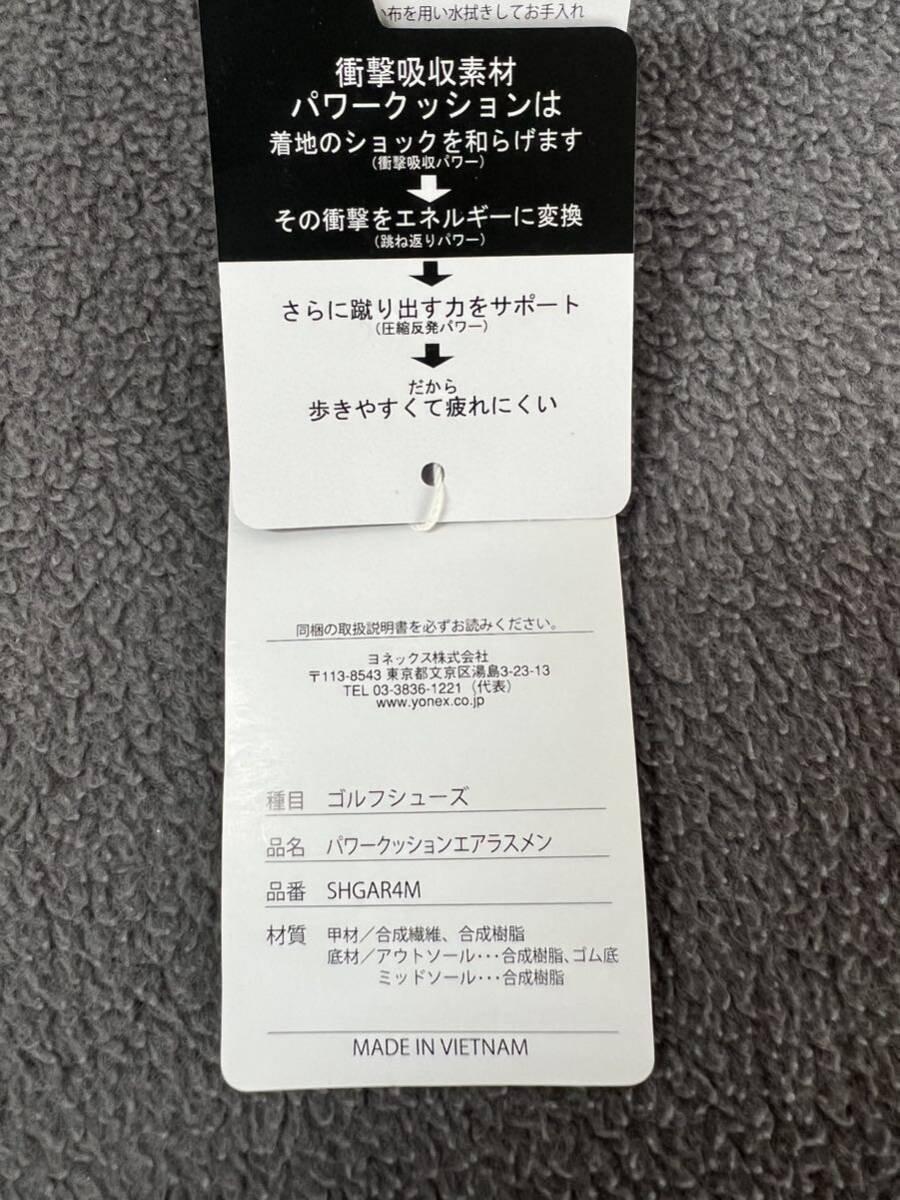 布を用い水拭きしてお手入れ
衝撃吸収素材
パワークッションは
着地のショックを和らげます
(衝撃吸収パワー)
その衝撃をエネルギーに変換
(跳ね返りパワー)
さらに蹴り出す力をサポート
(圧縮反発パワー)
だから
歩きやすくて疲れにくい
同梱の取扱説明書を必ずお読みください。
ヨネックス株式会社
〒113-8543 東京都文京区湯島3-23-13
TEL 03-3836-1221（代表）
www.yonex.co.jp
種目 ゴルフシューズ
品名 パワークッションエアラスメン
品番 SHGAR4M
材質 甲材／合成繊維、合成樹脂
底材／アウトソール･･･合成樹脂､ゴム底
ミッドソール･･･合成樹脂
MADE IN VIETNAM